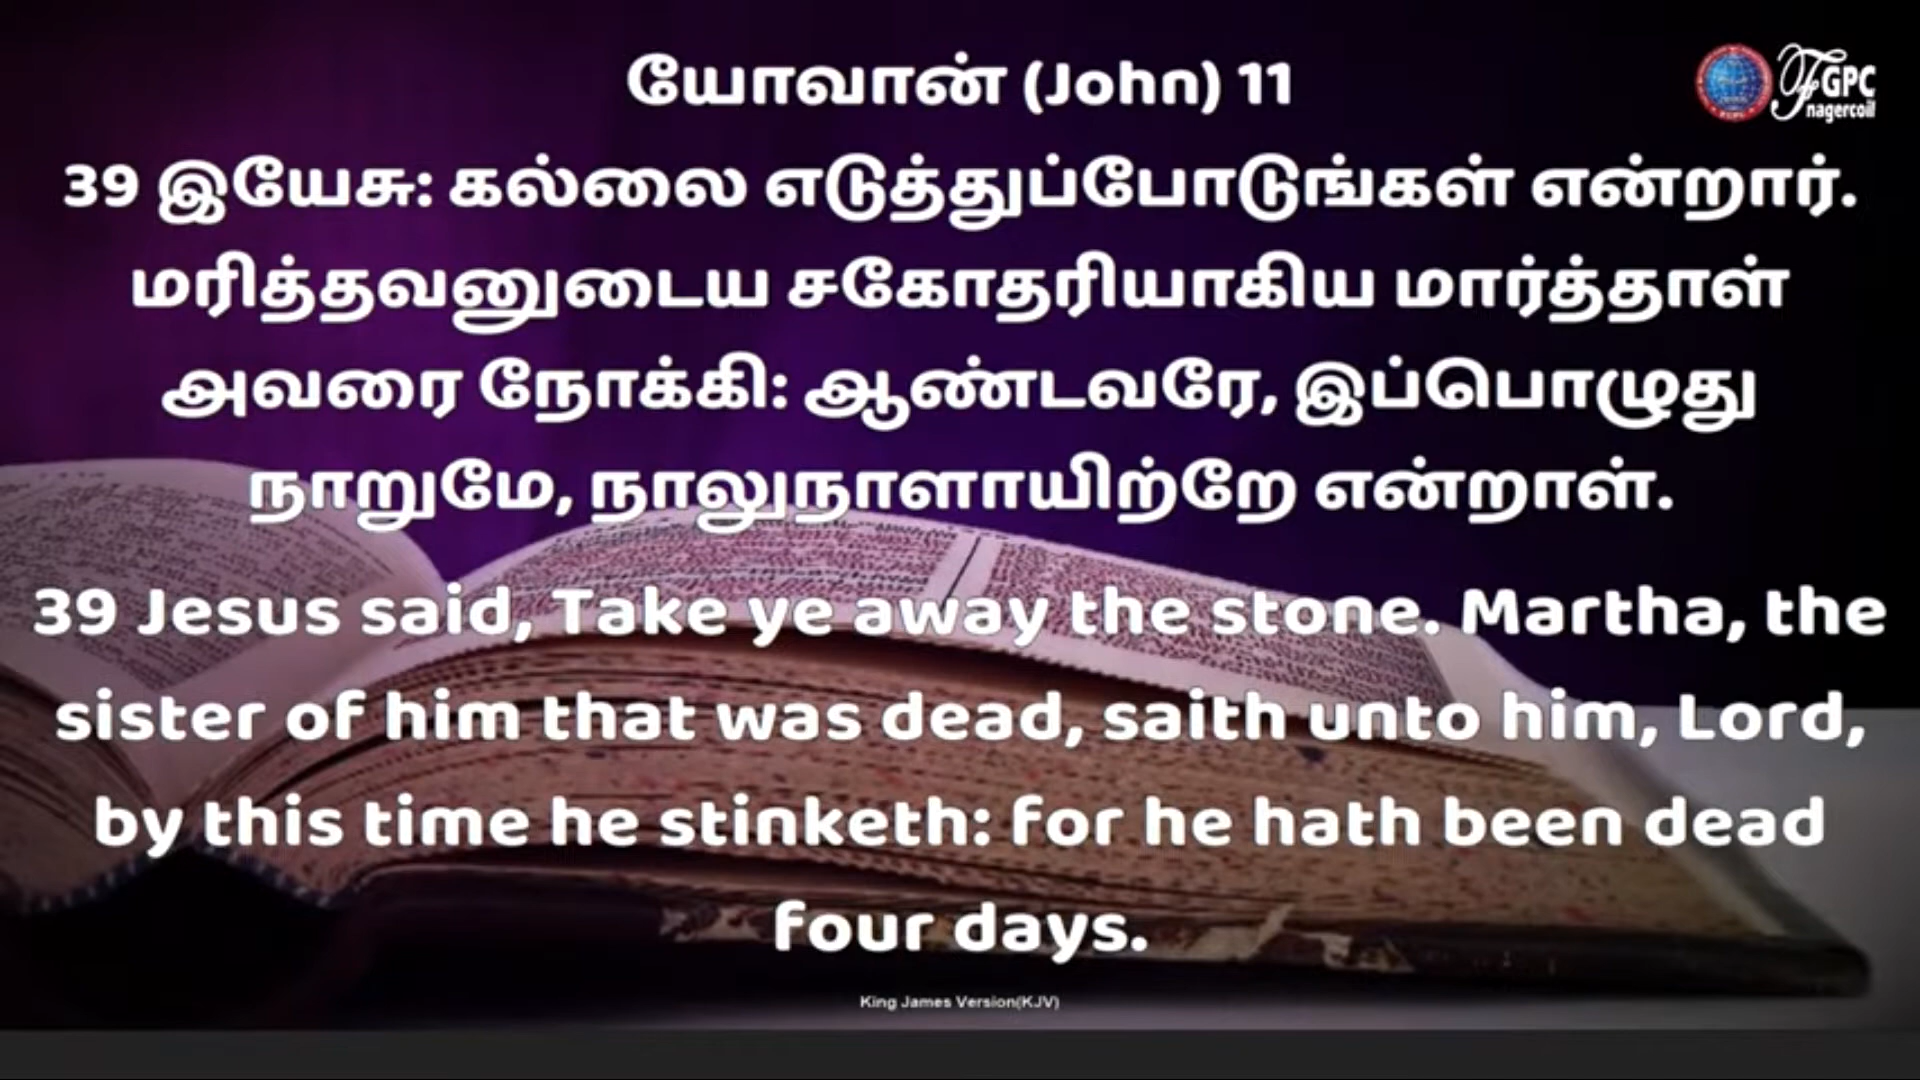 யோவான் (John) 11
FGPC
nagercoil
39 இயேசு: கல்லை எடுத்துப்போடுங்கள் என்றார்.
மரித்தவனுடைய சகோதரியாகிய மார்த்தாள்
அவரை நோக்கி: ஆண்டவரே, இப்பொழுது
நாறுமே, நாலுநாளாயிற்றே என்றாள்.
39 Jesus said, Take ye away the stone. Martha, the
sister of him that was dead, saith unto him, Lord,
by this time he stinketh: for he hath been dead
four days.
King James Version(KJV)